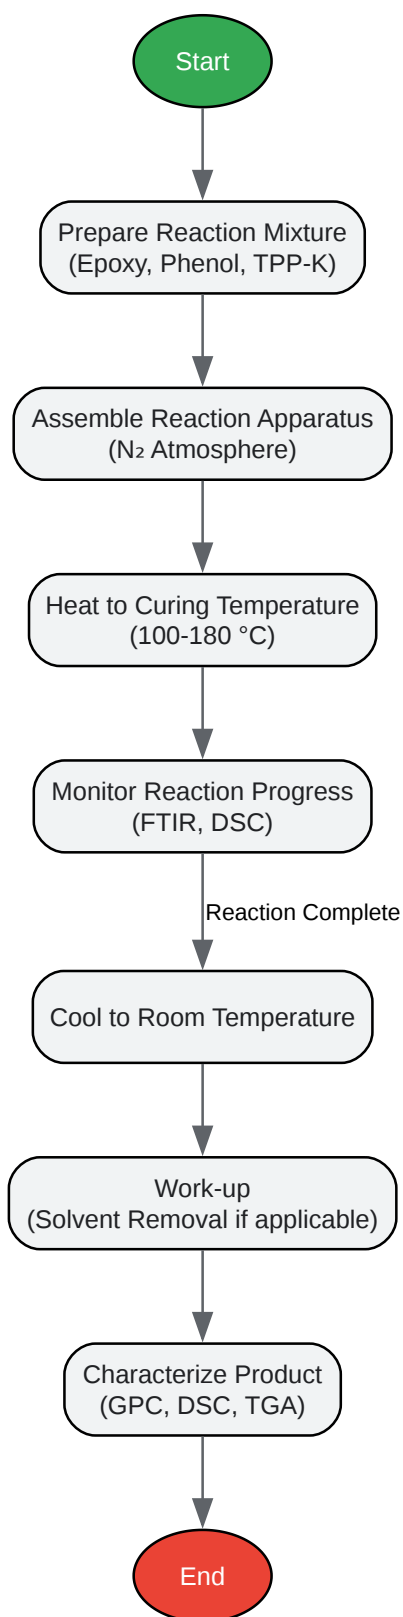 Start
Prepare Reaction Mixture
(Epoxy, Phenol, TPP-K)
Assemble Reaction Apparatus
(N₂ Atmosphere)
Heat to Curing Temperature
(100-180 °C)
Monitor Reaction Progress
(FTIR, DSC)
Reaction Complete
Cool to Room Temperature
Work-up
(Solvent Removal if applicable)
Characterize Product
(GPC, DSC, TGA)
End